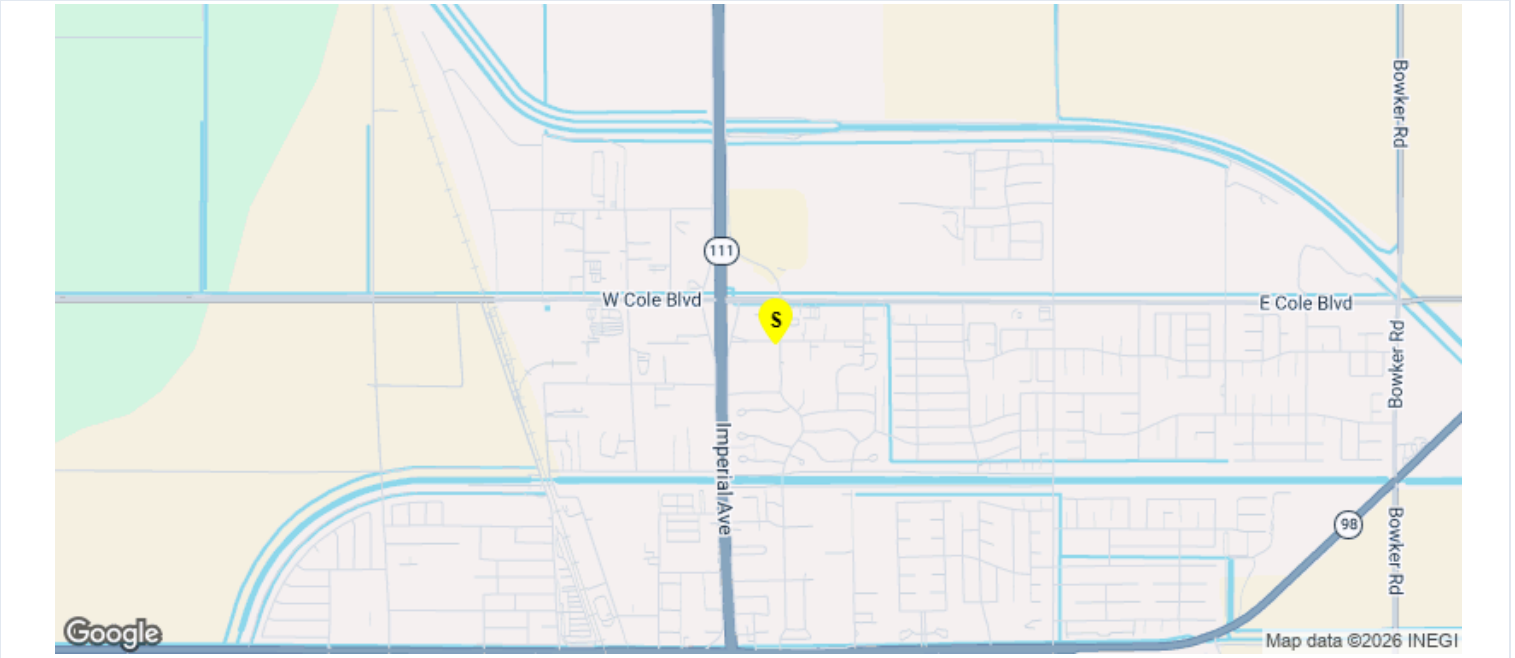 Bowker Rd
111
W Cole Blvd
S
E Cole Blvd
Bowker Rd
Imperial Ave
98
Bowker Rd
Google
Map data ©2026 INEGI